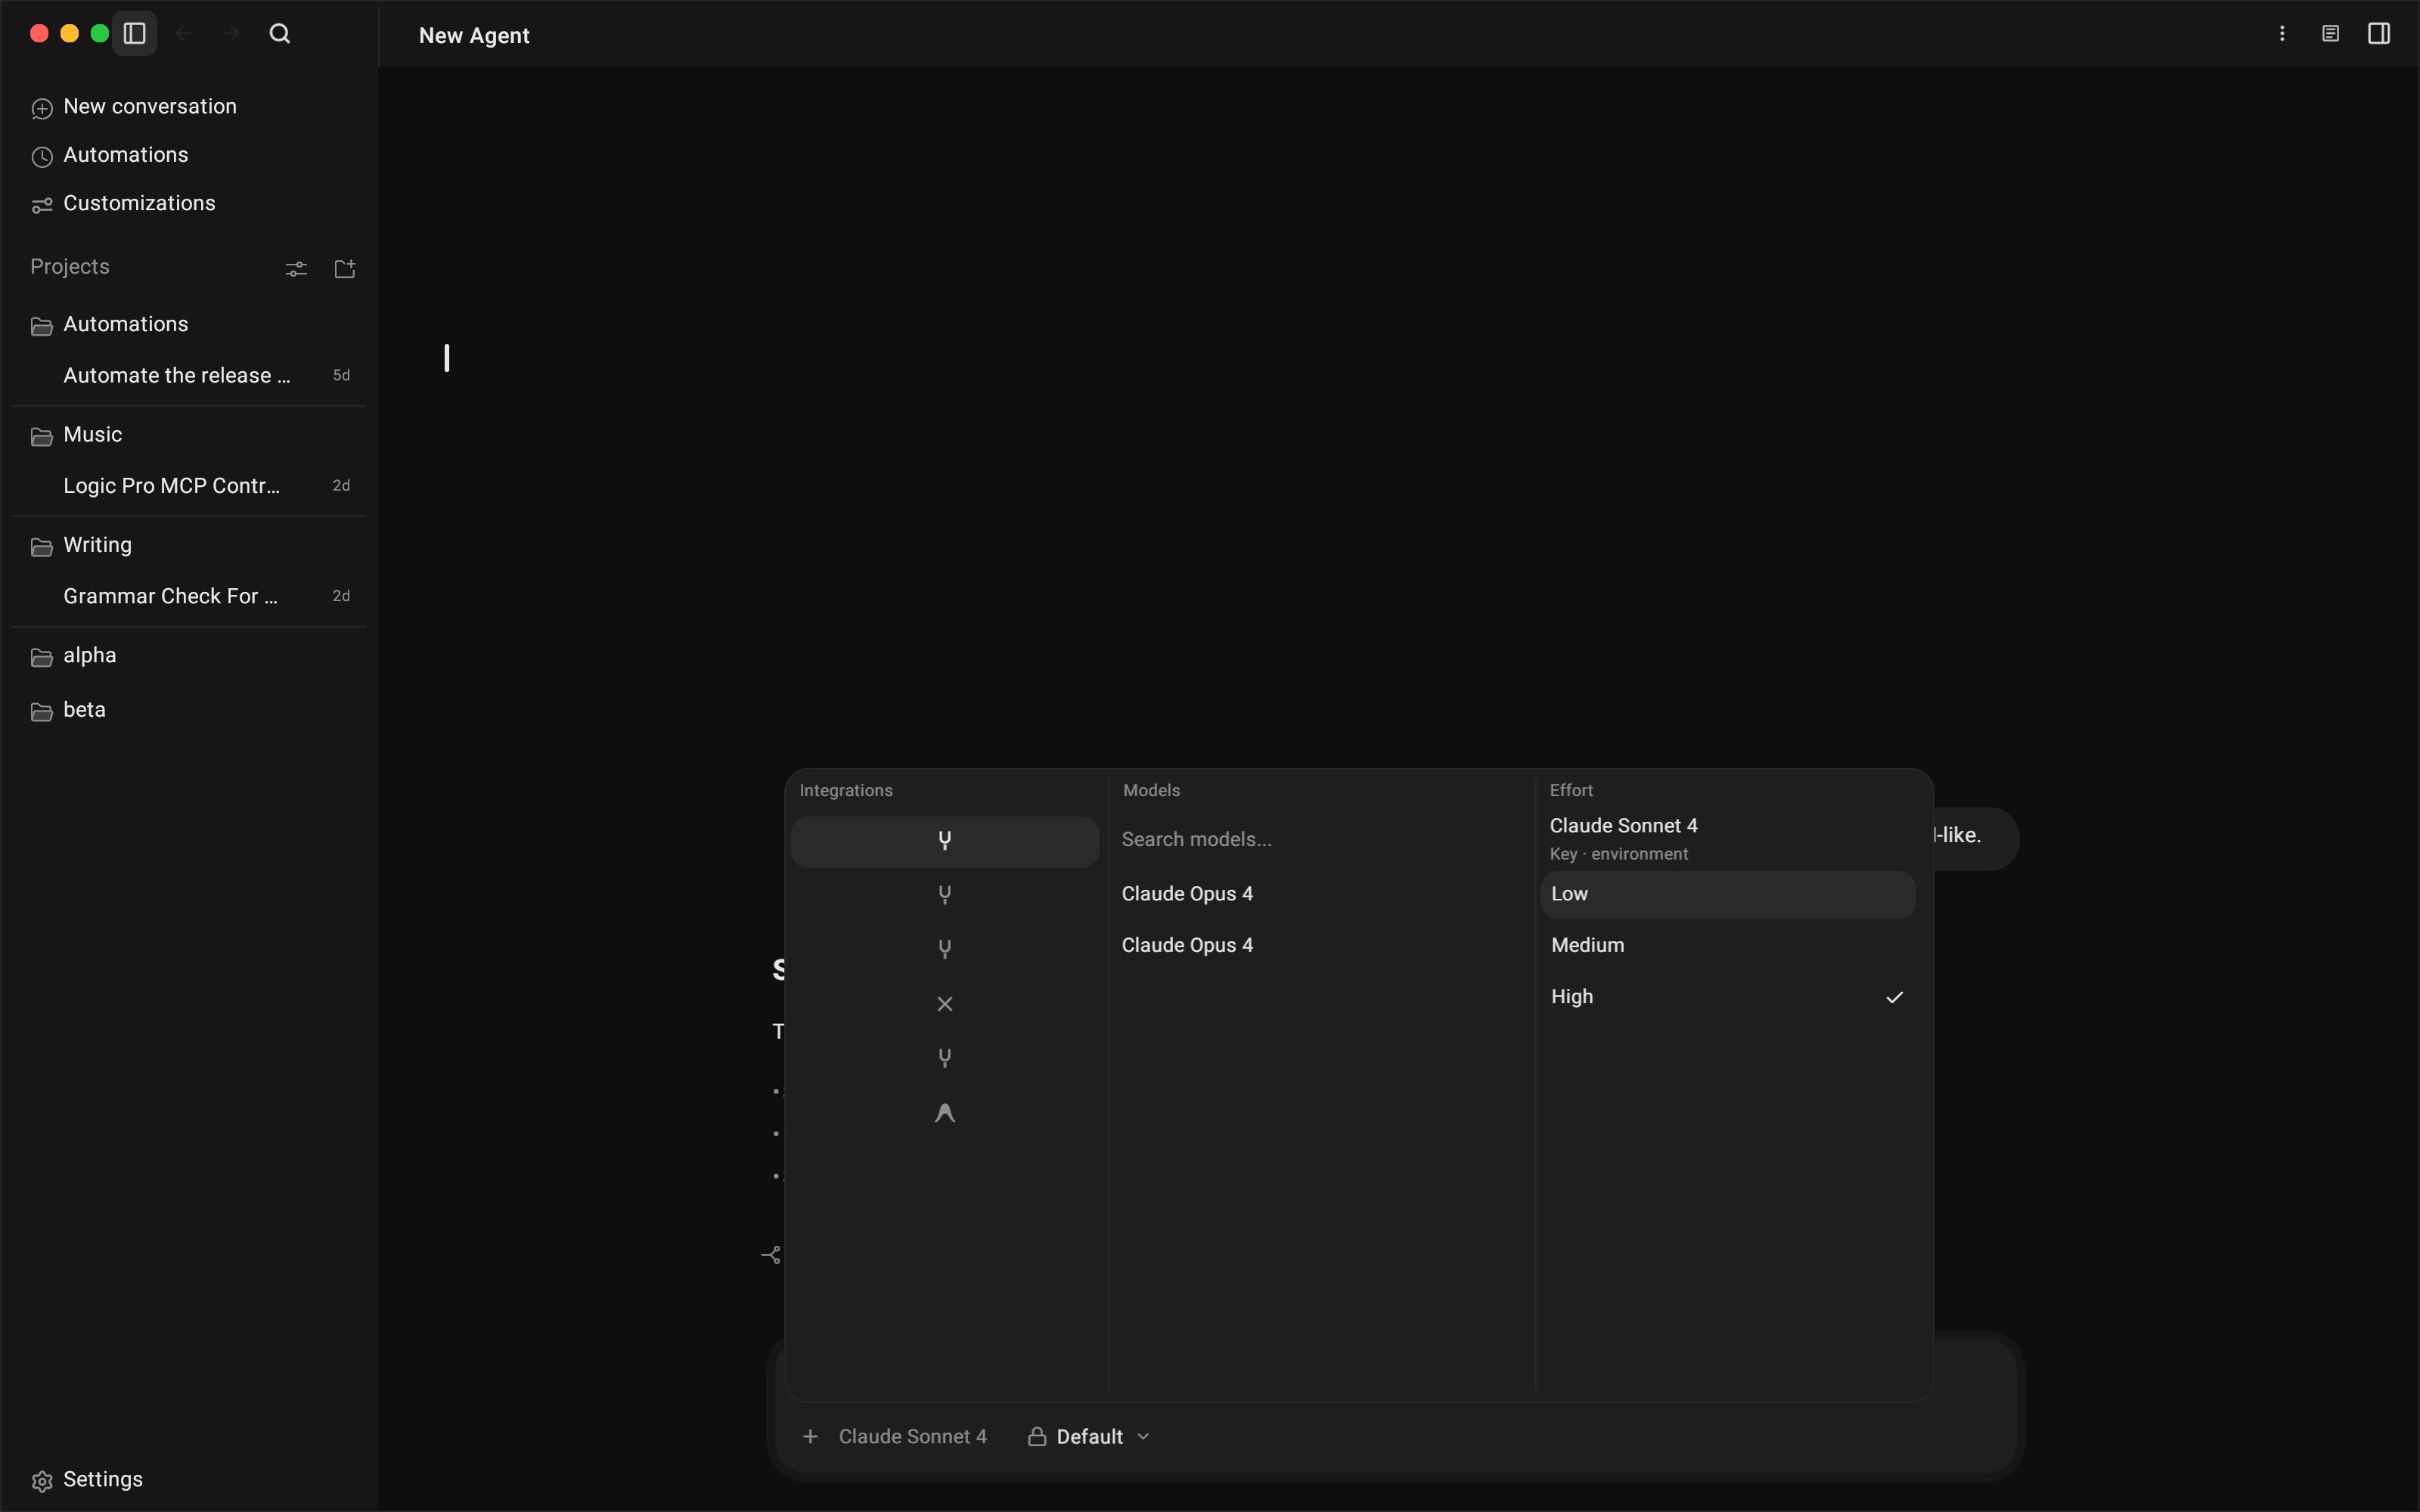 New Agent
New conversation
Automations
Customizations
Projects
Automations
Automate the release ... 5d
Music
Logic Pro MCP Contr... 2d
Writing
Grammar Check For ... 2d
alpha
beta
Settings
Integrations
Models
Search models...
Claude Opus 4
Claude Opus 4
Effort
Claude Sonnet 4
Key · environment
Low
Medium
High
-like.
S
T
Claude Sonnet 4
Default